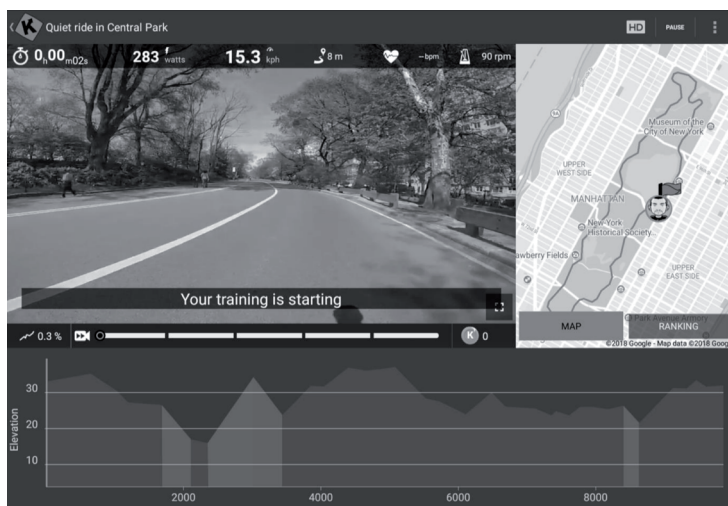 K Quiet ride in Central Park
HD PAUSE
0h00m02s 283 watts 15.3 kph 8 m --bpm 90 rpm
Museum of the
City of New York
UPPER
WEST SIDE
MANHATTAN
New-York
Historical Society...
awberry Fields
UPPER
EAST SIDE
Your training is starting
Park Avenue Armory
MAP RANKING
©2018 Google - Map data ©2018 Goog
0.3 % K 0
Elevation
30
20
10
2000 4000 6000 8000